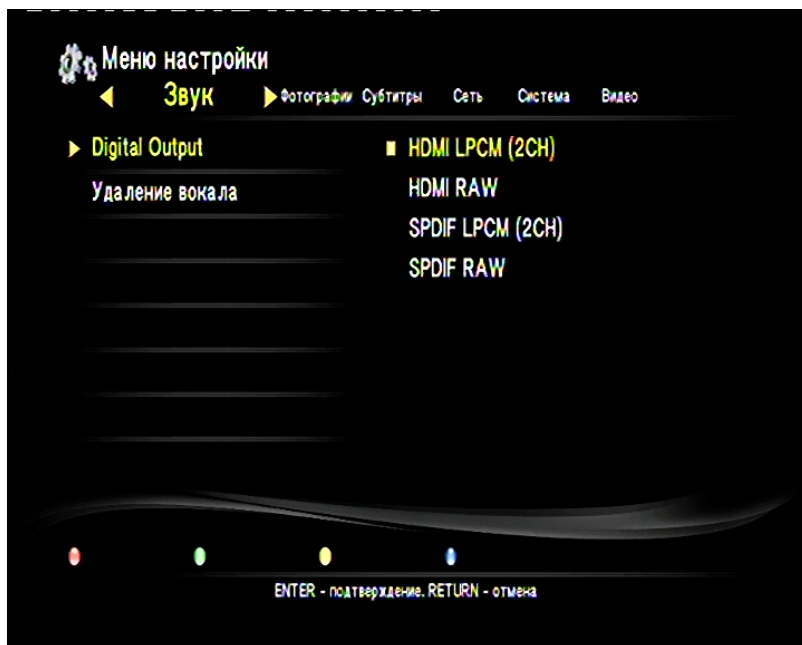 Меню настройки
Звук Фотографии Субтитры Сеть Система Видео
Digital Output HDMI LPCM (2CH)
Удаление вокала HDMI RAW
SPDIF LPCM (2CH)
SPDIF RAW
ENTER - подтверждение. RETURN - отмена